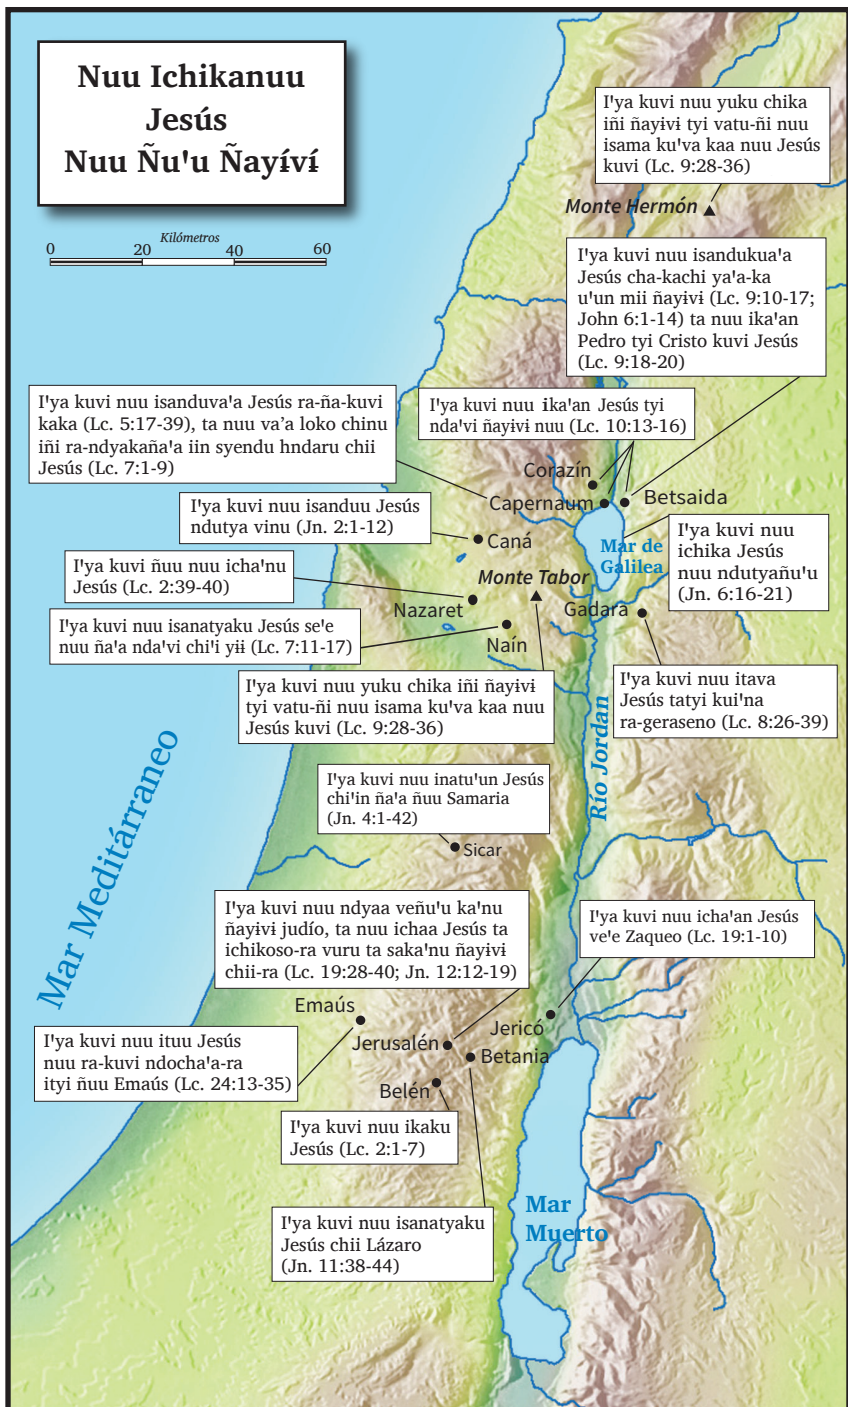 Nuu Ichikanuu
Jesús
Nuu Ñu'u Ñayɨ́vɨ́
Kilómetros
0 20 40 60
I'ya kuvi nuu yuku chika
iñi ñayɨvɨ tyi vatu-ñi nuu
isama ku'va kaa nuu Jesús
kuvi (Lc. 9:28-36)
Monte Hermón
I'ya kuvi nuu isandukua'a
Jesús cha-kachi ya'a-ka
u'un mii ñayɨvɨ (Lc. 9:10-17;
John 6:1-14) ta nuu ika'an
Pedro tyi Cristo kuvi Jesús
(Lc. 9:18-20)
I'ya kuvi nuu isanduva'a Jesús ra-ña-kuvi
kaka (Lc. 5:17-39), ta nuu va'a loko chinu
iñi ra-ndyakaña'a iin syendu hndaru chii
Jesús (Lc. 7:1-9)
I'ya kuvi nuu ika'an Jesús tyi
nda'vi ñayɨvɨ nuu (Lc. 10:13-16)
Corazín
Capernaum
Betsaida
I'ya kuvi nuu isanduu Jesús
ndutya vinu (Jn. 2:1-12)
Caná
Mar de
Galilea
I'ya kuvi nuu
ichika Jesús
nuu ndutyañu'u
(Jn. 6:16-21)
I'ya kuvi ñuu nuu icha'nu
Jesús (Lc. 2:39-40)
Monte Tabor
Nazaret
Gadara
I'ya kuvi nuu isanatyaku Jesús se'e
nuu ña'a nda'vi chi'i yɨɨ (Lc. 7:11-17)
Naín
I'ya kuvi nuu yuku chika iñi ñayɨvɨ
tyi vatu-ñi nuu isama ku'va kaa nuu
Jesús kuvi (Lc. 9:28-36)
I'ya kuvi nuu itava
Jesús tatyi kui'na
ra-geraseno (Lc. 8:26-39)
Río Jordan
Mar Meditárraneo
I'ya kuvi nuu inatu'un Jesús
chi'in ña'a ñuu Samaria
(Jn. 4:1-42)
Sicar
I'ya kuvi nuu ndyaa veñu'u ka'nu
ñayɨvɨ judío, ta nuu ichaa Jesús ta
ichikoso-ra vuru ta saka'nu ñayɨvɨ
chii-ra (Lc. 19:28-40; Jn. 12:12-19)
I'ya kuvi nuu icha'an Jesús
ve'e Zaqueo (Lc. 19:1-10)
Emaús
Jericó
Jerusalén
Betania
Belén
I'ya kuvi nuu ituu Jesús
nuu ra-kuvi ndocha'a-ra
ityi ñuu Emaús (Lc. 24:13-35)
I'ya kuvi nuu ikaku
Jesús (Lc. 2:1-7)
I'ya kuvi nuu isanatyaku
Jesús chii Lázaro
(Jn. 11:38-44)
Mar
Muerto